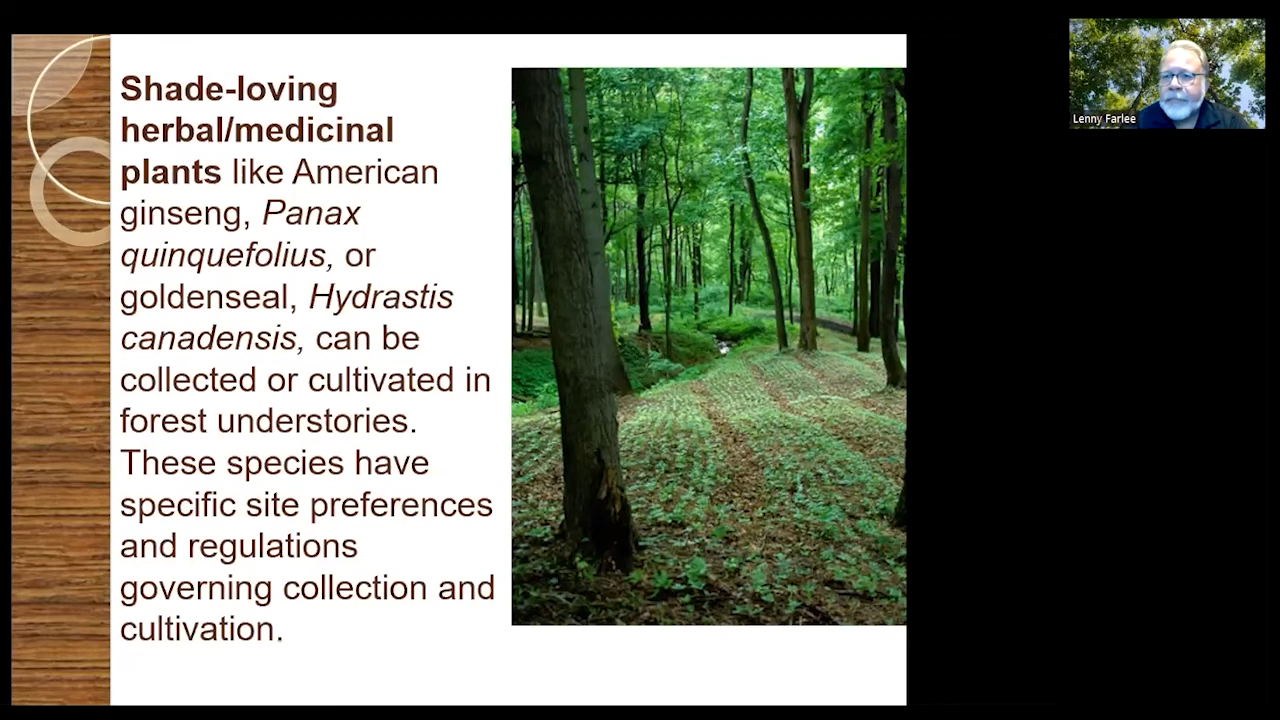 Shade-loving
herbal/medicinal
plants like American
ginseng, Panax
quinquefolius, or
goldenseal, Hydrastis
canadensis, can be
collected or cultivated in
forest understories.
These species have
specific site preferences
and regulations
governing collection and
cultivation.
Lenny Farlee